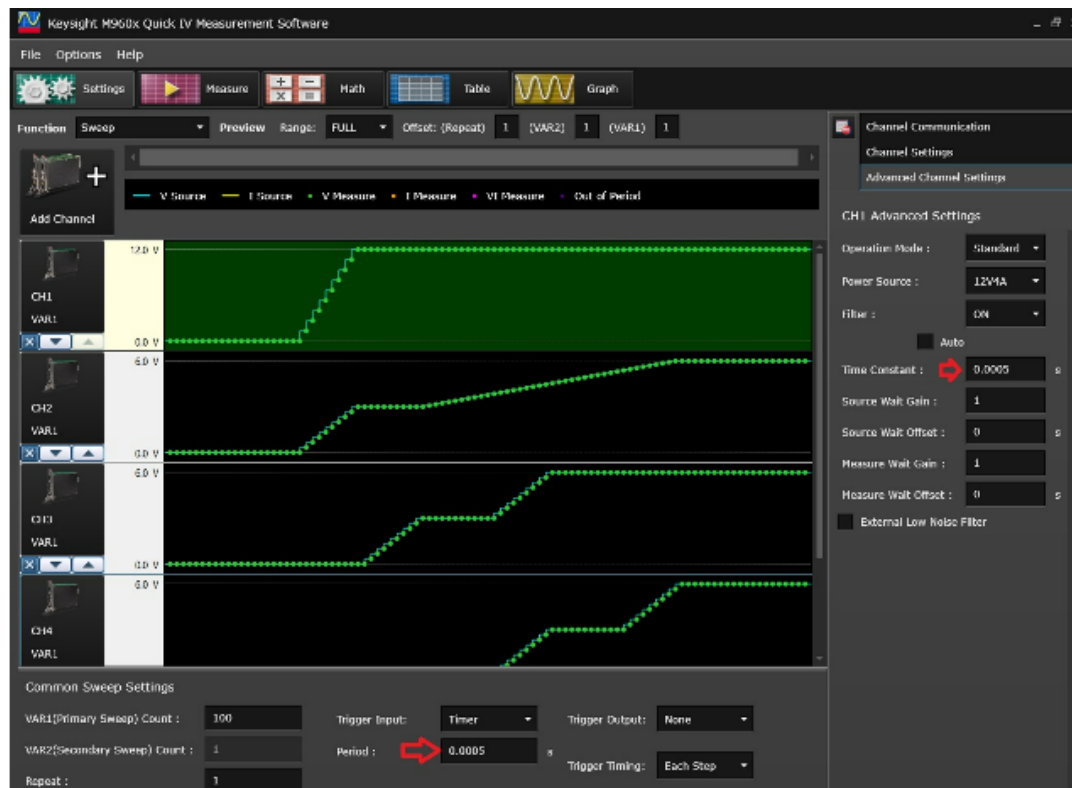 Keysight M960x Quick IV Measurement Software
File Options Help
Settings Measure Math Table Graph
Function Sweep Preview Range: FULL Offset: (Repeat) 1 (VAR2) 1 (VAR1) 1
Add Channel
V Source I Source V Measure I Measure VI Measure Out of Period
CH1
VAR1
12.0 V
0.0 V
CH2
VAR1
6.0 V
0.0 V
CH3
VAR1
6.0 V
0.0 V
CH4
VAR1
6.0 V
Channel Communication
Channel Settings
Advanced Channel Settings
CH1 Advanced Settings
Operation Mode : Standard
Power Source : 12V4A
Filter : ON
Auto
Time Constant : 0.0005 s
Source Wait Gain : 1
Source Wait Offset : 0 s
Measure Wait Gain : 1
Measure Wait Offset : 0 s
External Low Noise Filter
Common Sweep Settings
VAR1(Primary Sweep) Count : 100 Trigger Input: Timer Trigger Output: None
VAR2(Secondary Sweep) Count : 1 Period : 0.0005 s
Trigger Timing: Each Step
Repeat : 1